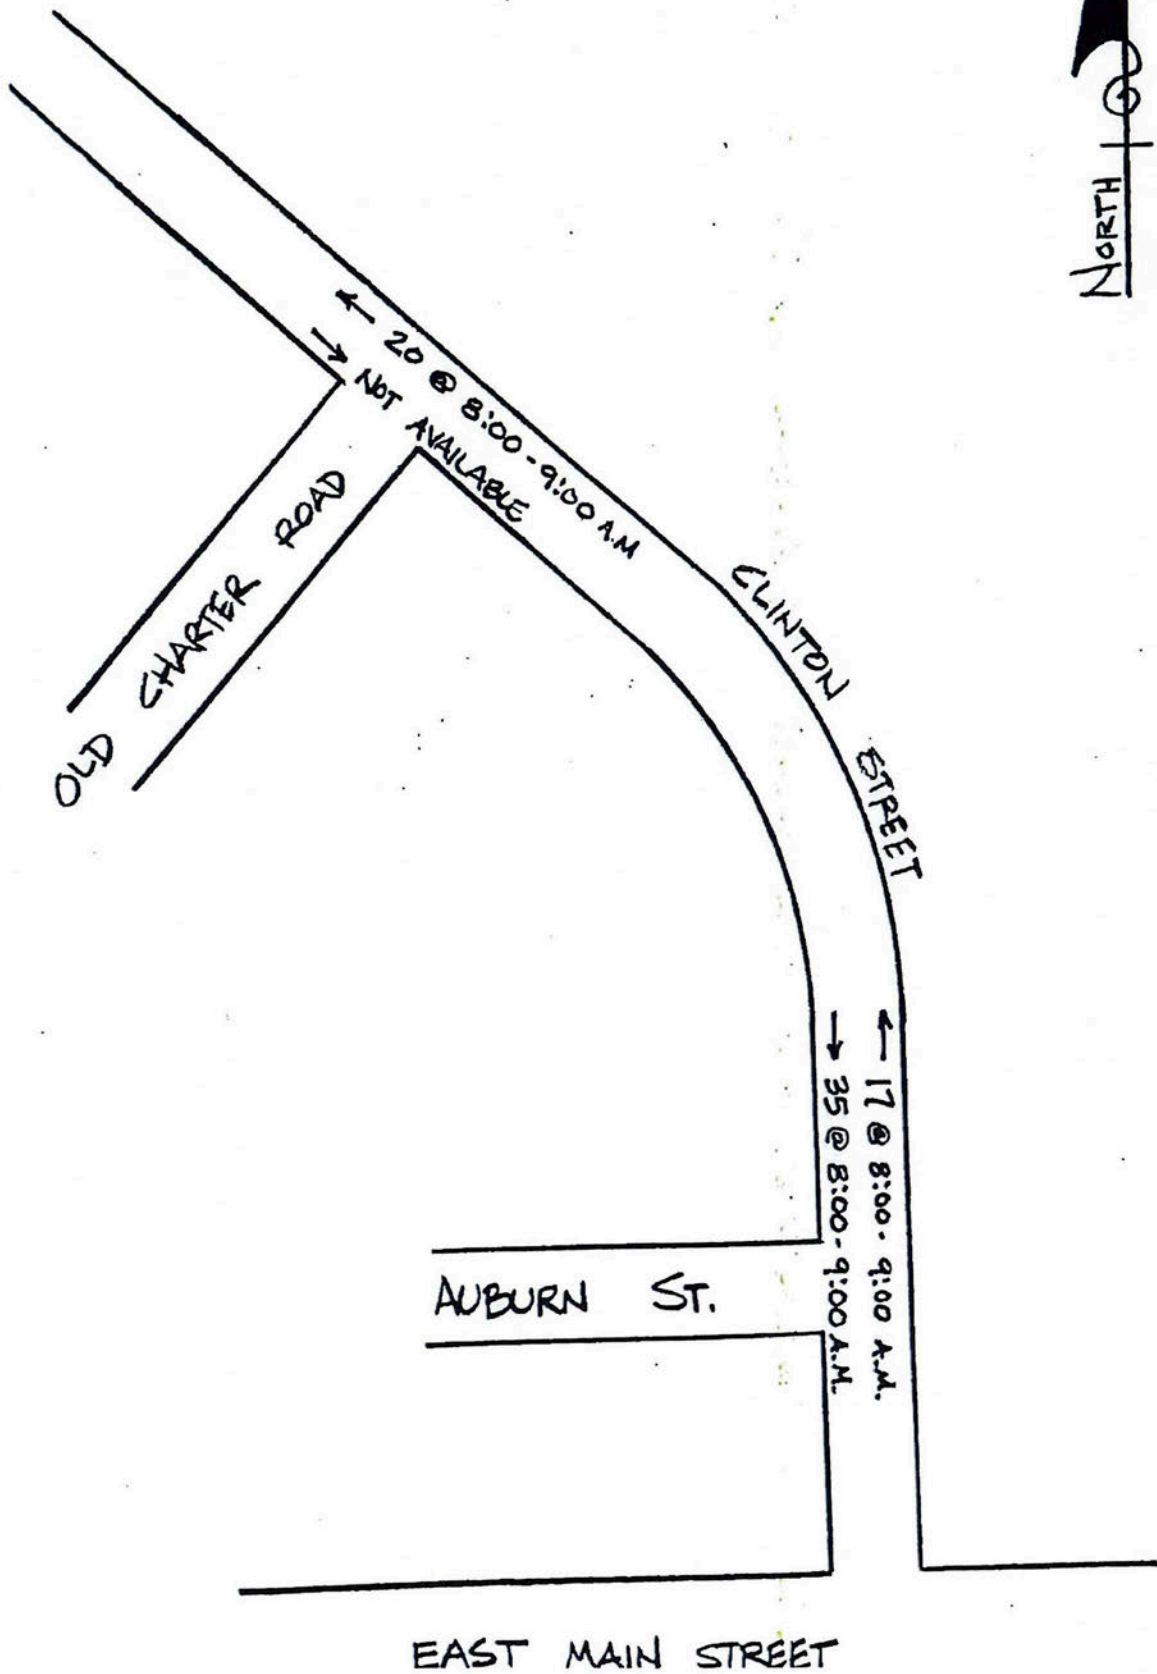 NORTH
← 20 @ 8:00 - 9:00 A.M
→ NOT AVAILABLE
OLD CHARTER ROAD
CLINTON STREET
← 17 @ 8:00 - 9:00 A.M.
→ 35 @ 8:00 - 9:00 A.M.
AUBURN ST.
EAST MAIN STREET